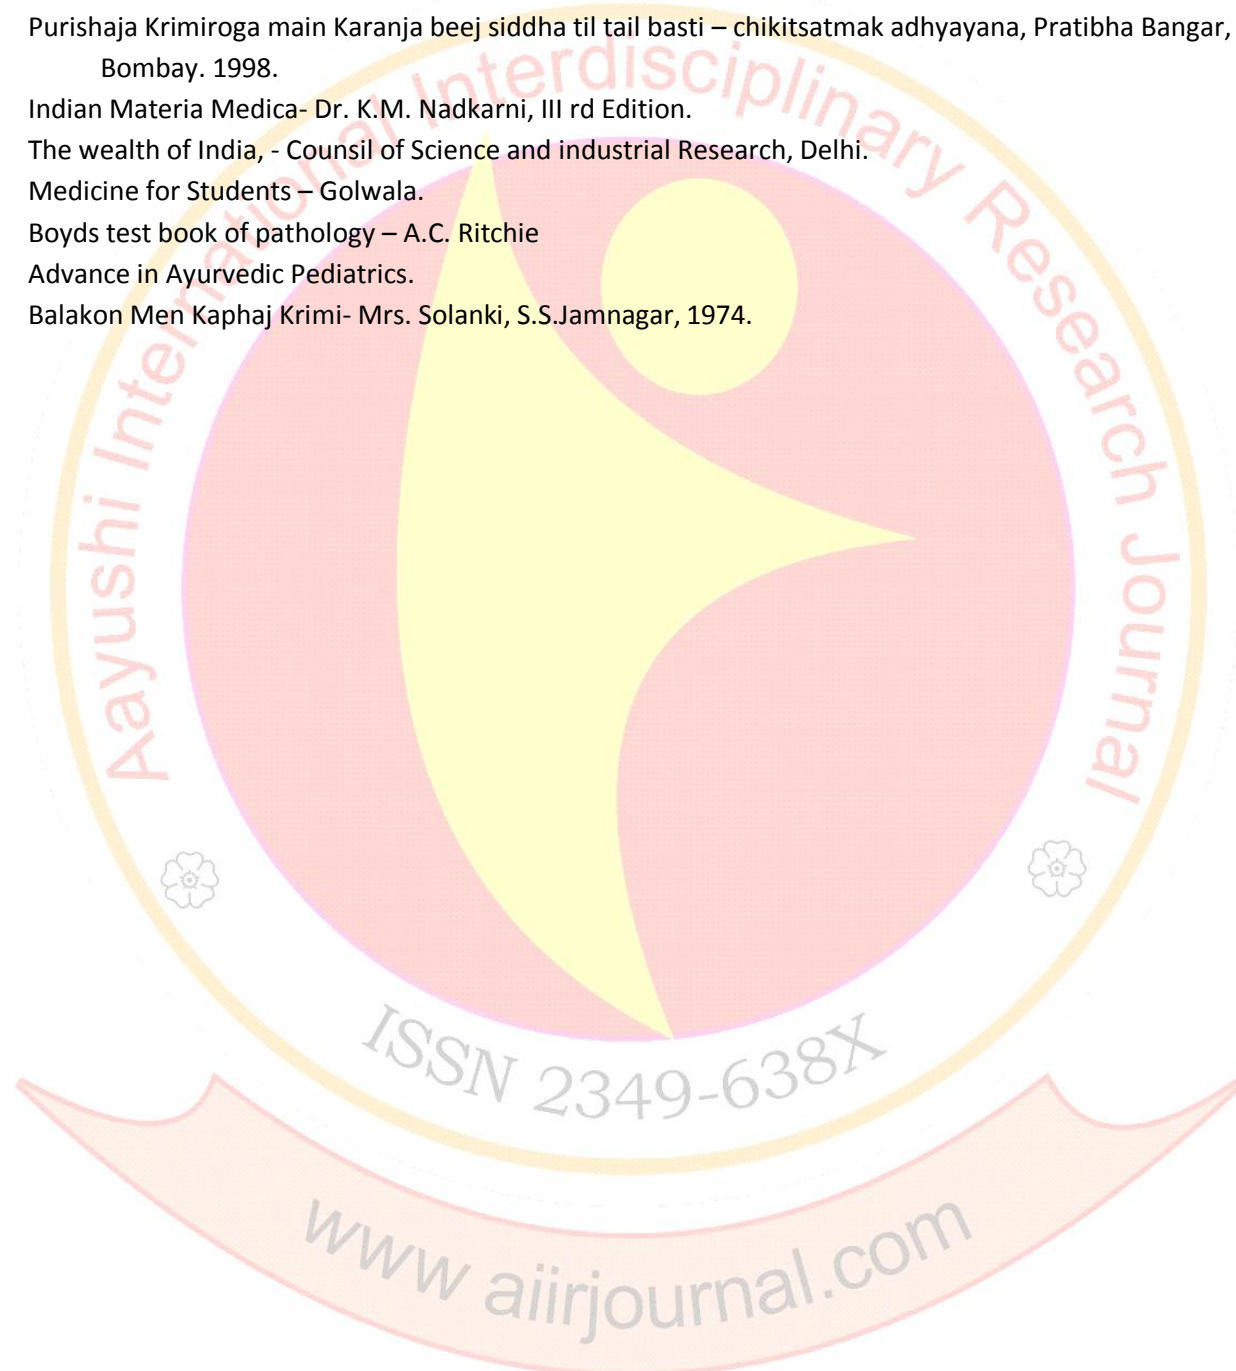 Purishaja Krimiroga main Karanja beej siddha til tail basti – chikitsatmak adhyayana, Pratibha Bangar,
Bombay. 1998.
Indian Materia Medica- Dr. K.M. Nadkarni, III rd Edition.
The wealth of India, - Counsil of Science and industrial Research, Delhi.
Medicine for Students – Golwala.
Boyds test book of pathology – A.C. Ritchie
Advance in Ayurvedic Pediatrics.
Balakon Men Kaphaj Krimi- Mrs. Solanki, S.S.Jamnagar, 1974.
Aayushi International Interdisciplinary Research Journal
ISSN 2349-638X
www aiirjournal.com